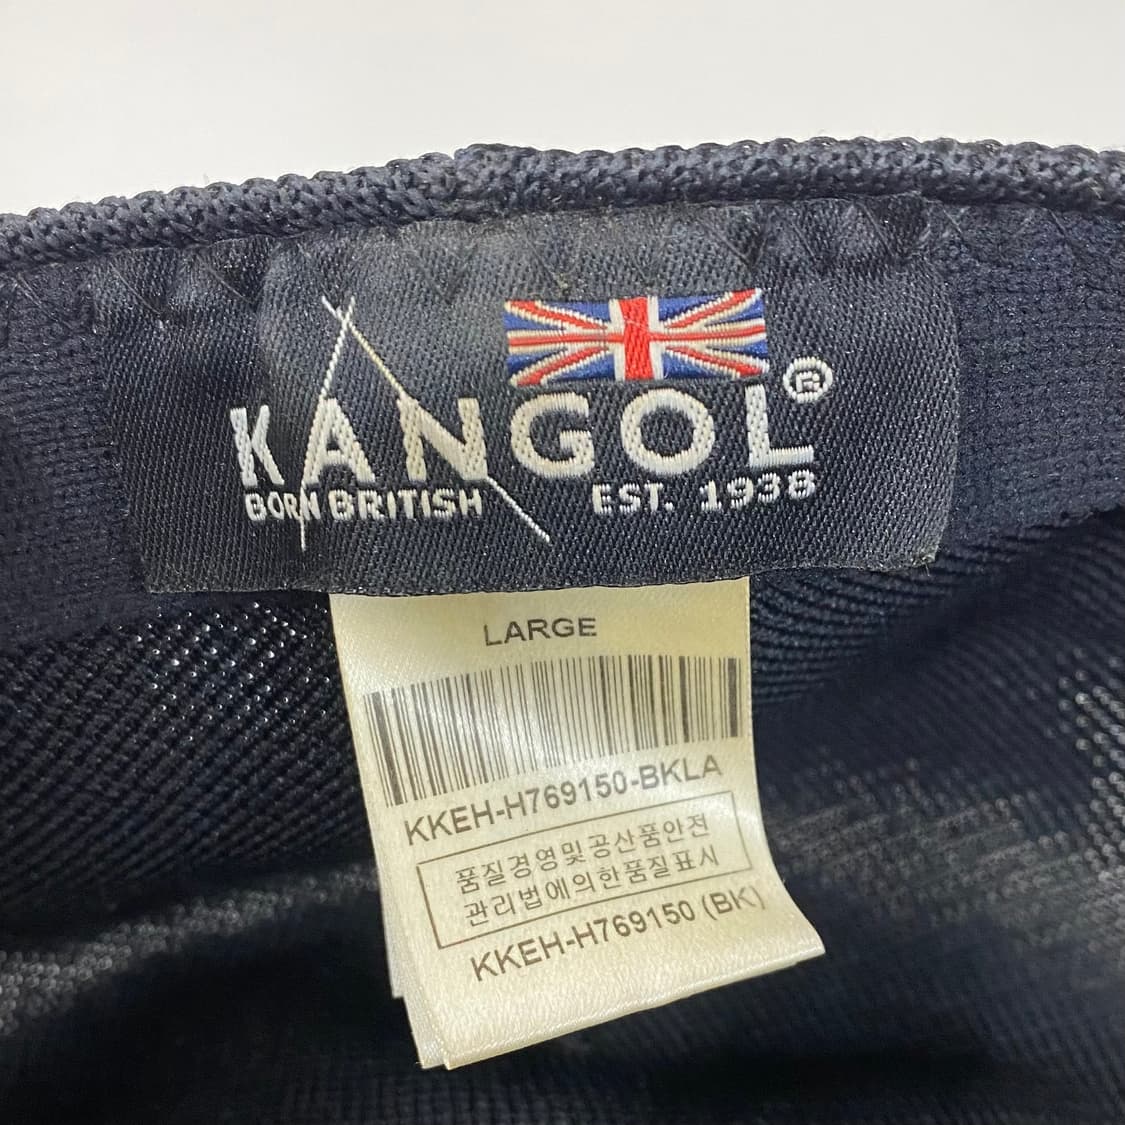 KANGOL®
BORN BRITISH EST. 1938
LARGE
KKEH-H769150-BKLA
품질경영및공산품안전
관리법에의한품질표시
KKEH-H769150 (BK)